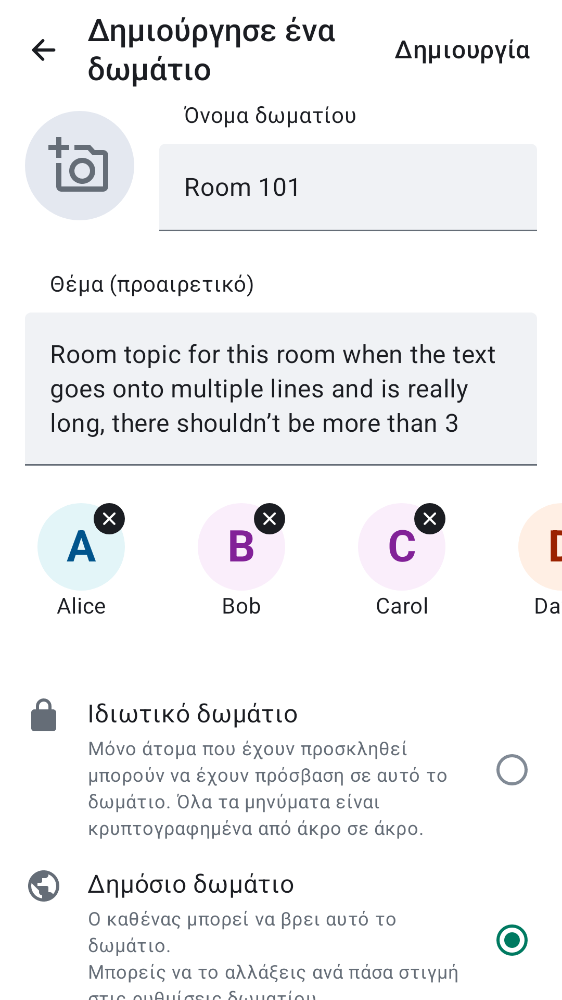 Δημιούργησε ένα
δωμάτιο
Δημιουργία
Όνομα δωματίου
Room 101
Θέμα (προαιρετικό)
Room topic for this room when the text
goes onto multiple lines and is really
long, there shouldn’t be more than 3
A
B
C
D
Alice
Bob
Carol
Da
Ιδιωτικό δωμάτιο
Μόνο άτομα που έχουν προσκληθεί
μπορούν να έχουν πρόσβαση σε αυτό το
δωμάτιο. Όλα τα μηνύματα είναι
κρυπτογραφημένα από άκρο σε άκρο.
Δημόσιο δωμάτιο
Ο καθένας μπορεί να βρει αυτό το
δωμάτιο.
Μπορείς να το αλλάξεις ανά πάσα στιγμή
στις ρυθμίσεις δωματίου.